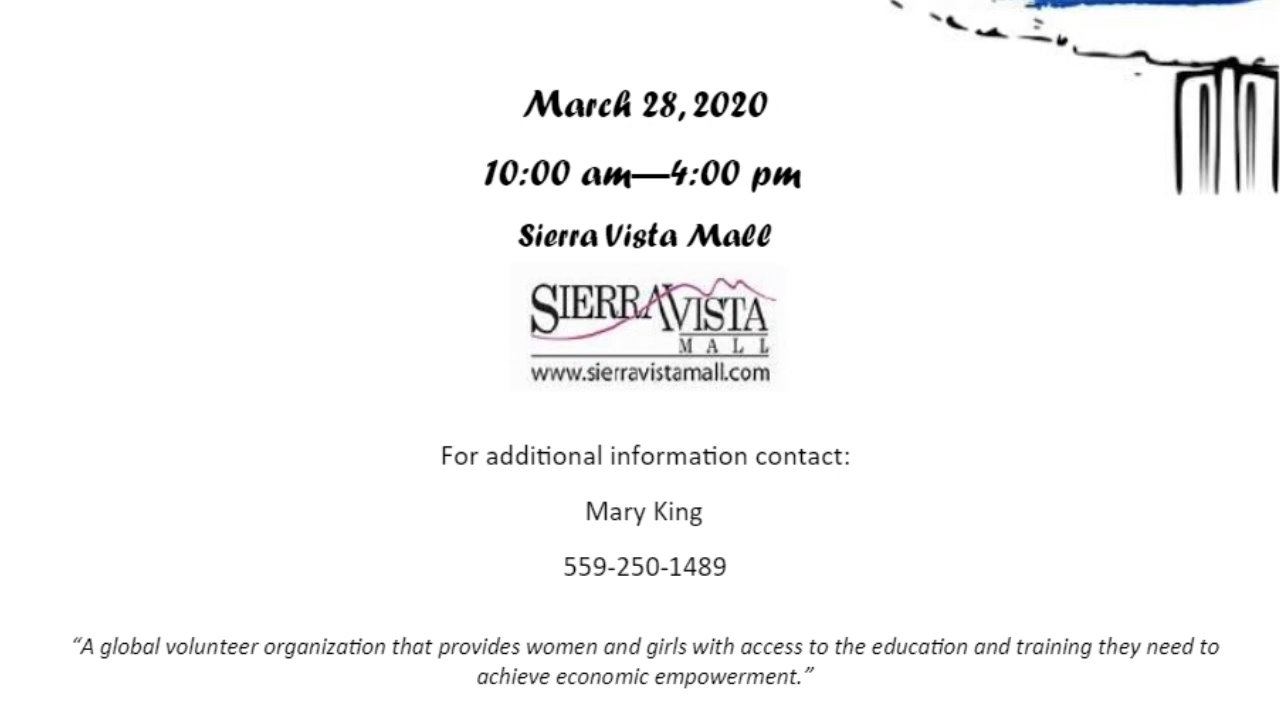 March 28, 2020
10:00 am—4:00 pm
Sierra Vista Mall
SIERRA VISTA
MALL
www.sierravistamall.com
For additional information contact:
Mary King
559-250-1489
“A global volunteer organization that provides women and girls with access to the education and training they need to
achieve economic empowerment.”